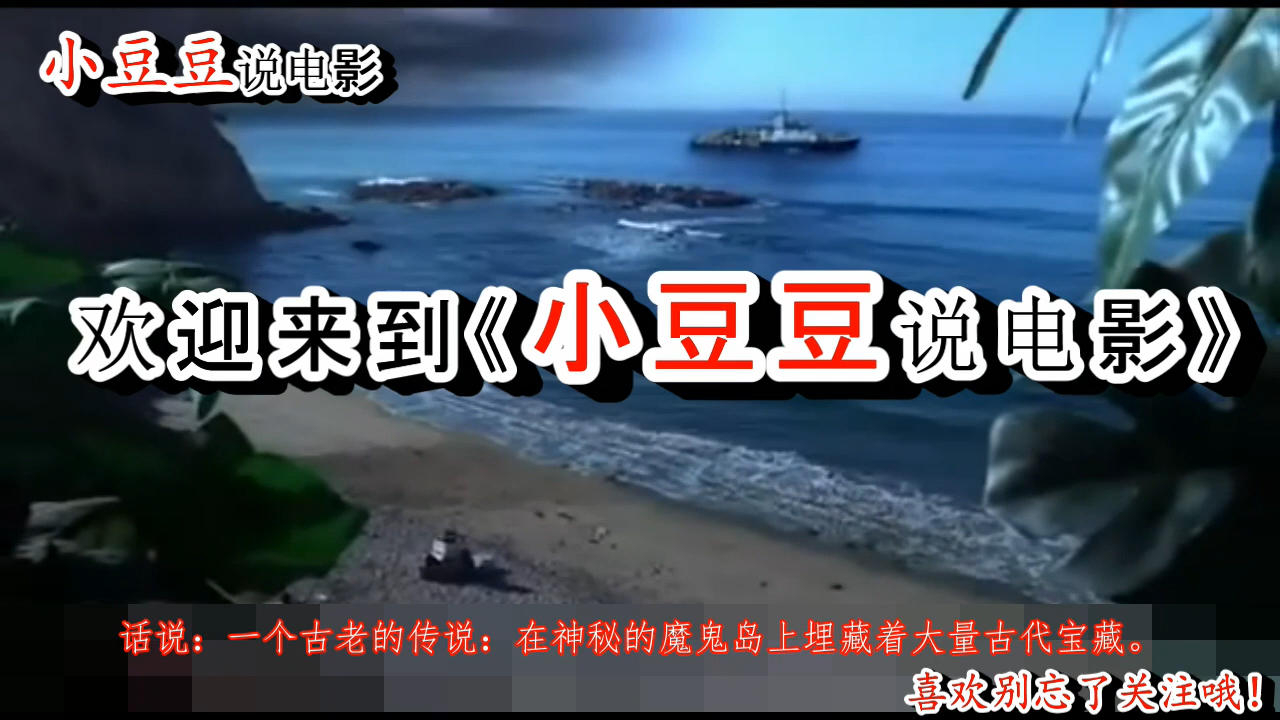 小豆豆说电影
欢迎来到《小豆豆说电影》
话说：一个古老的传说：在神秘的魔鬼岛上埋藏着大量古代宝藏。
喜欢别忘了关注哦！